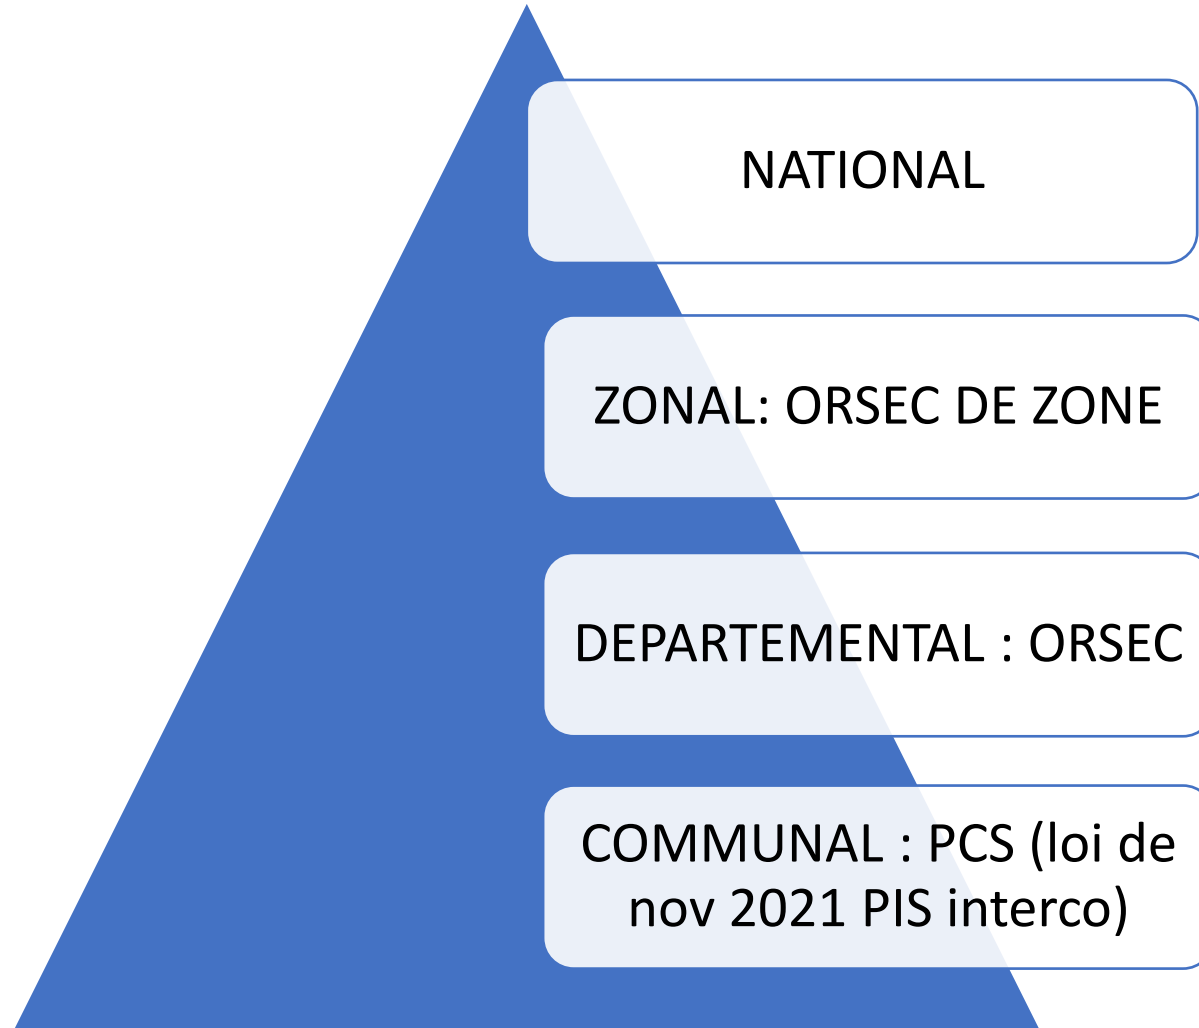 NATIONAL
ZONAL: ORSEC DE ZONE
DEPARTEMENTAL : ORSEC
COMMUNAL : PCS (loi de
nov 2021 PIS interco)